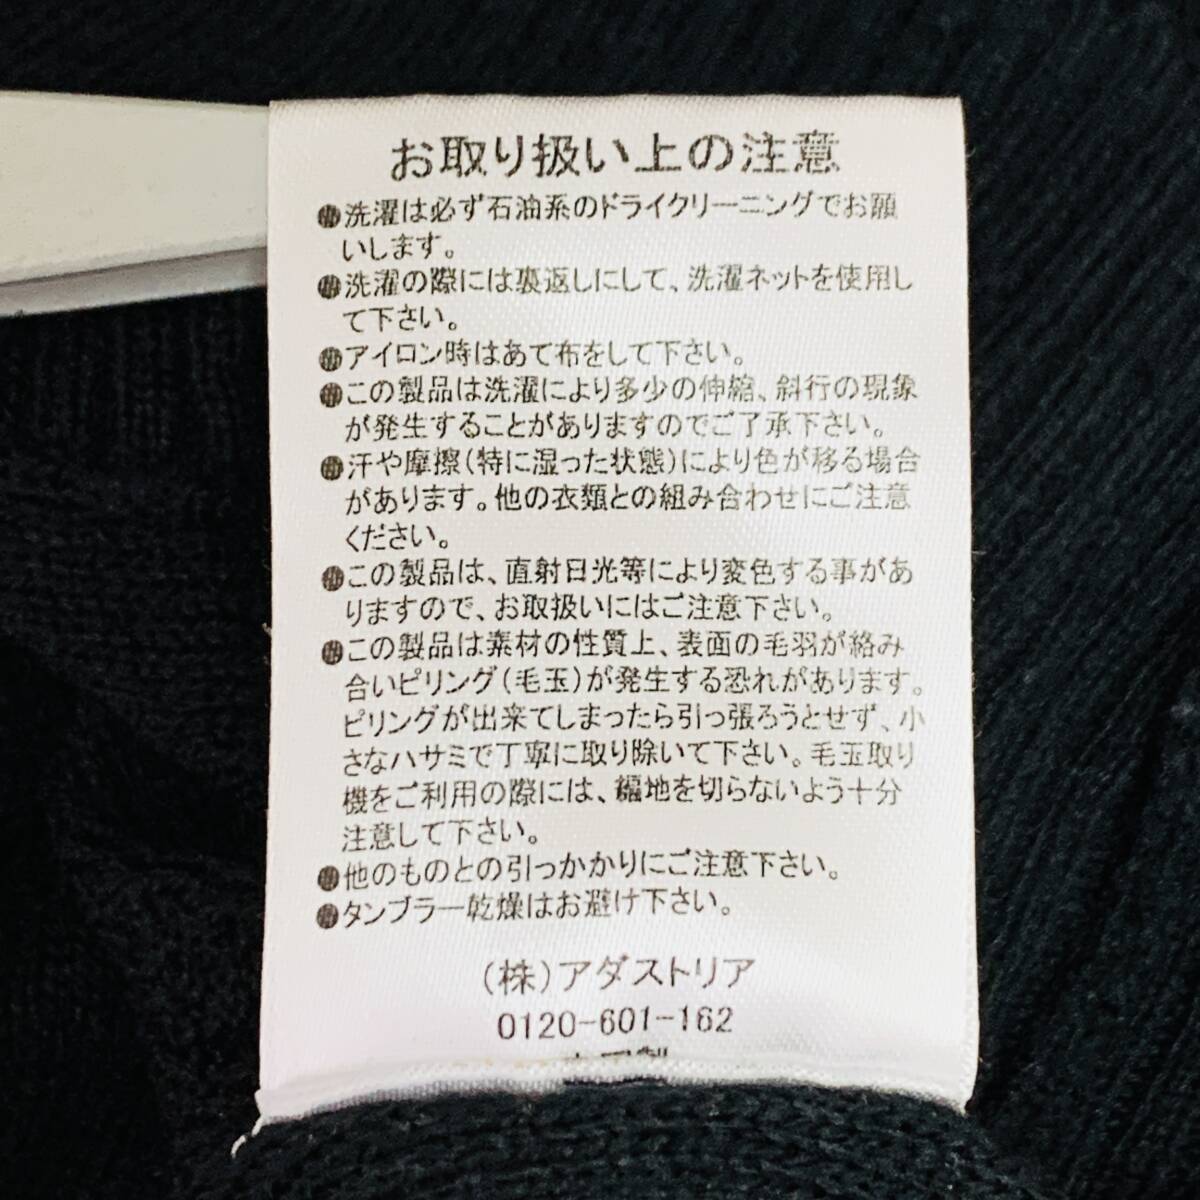 お取り扱い上の注意
●洗濯は必ず石油系のドライクリーニングでお願
いします。
●洗濯の際には裏返しにして、洗濯ネットを使用し
て下さい。
●アイロン時はあて布をして下さい。
●この製品は洗濯により多少の伸縮、斜行の現象
が発生することがありますのでご了承下さい。
●汗や摩擦(特に湿った状態)により色が移る場合
があります。他の衣類との組み合わせにご注意
ください。
●この製品は、直射日光等により変色する事があ
りますので、お取扱いにはご注意下さい。
●この製品は素材の性質上、表面の毛羽が絡み
合いピリング(毛玉)が発生する恐れがあります。
ピリングが出来てしまったら引っ張ろうとせず、小
さなハサミで丁寧に取り除いて下さい。毛玉取り
機をご利用の際には、編地を切らないよう十分
注意して下さい。
●他のものとの引っかかりにご注意下さい。
●タンブラー乾燥はお避け下さい。
(株)アダストリア
0120-601-162